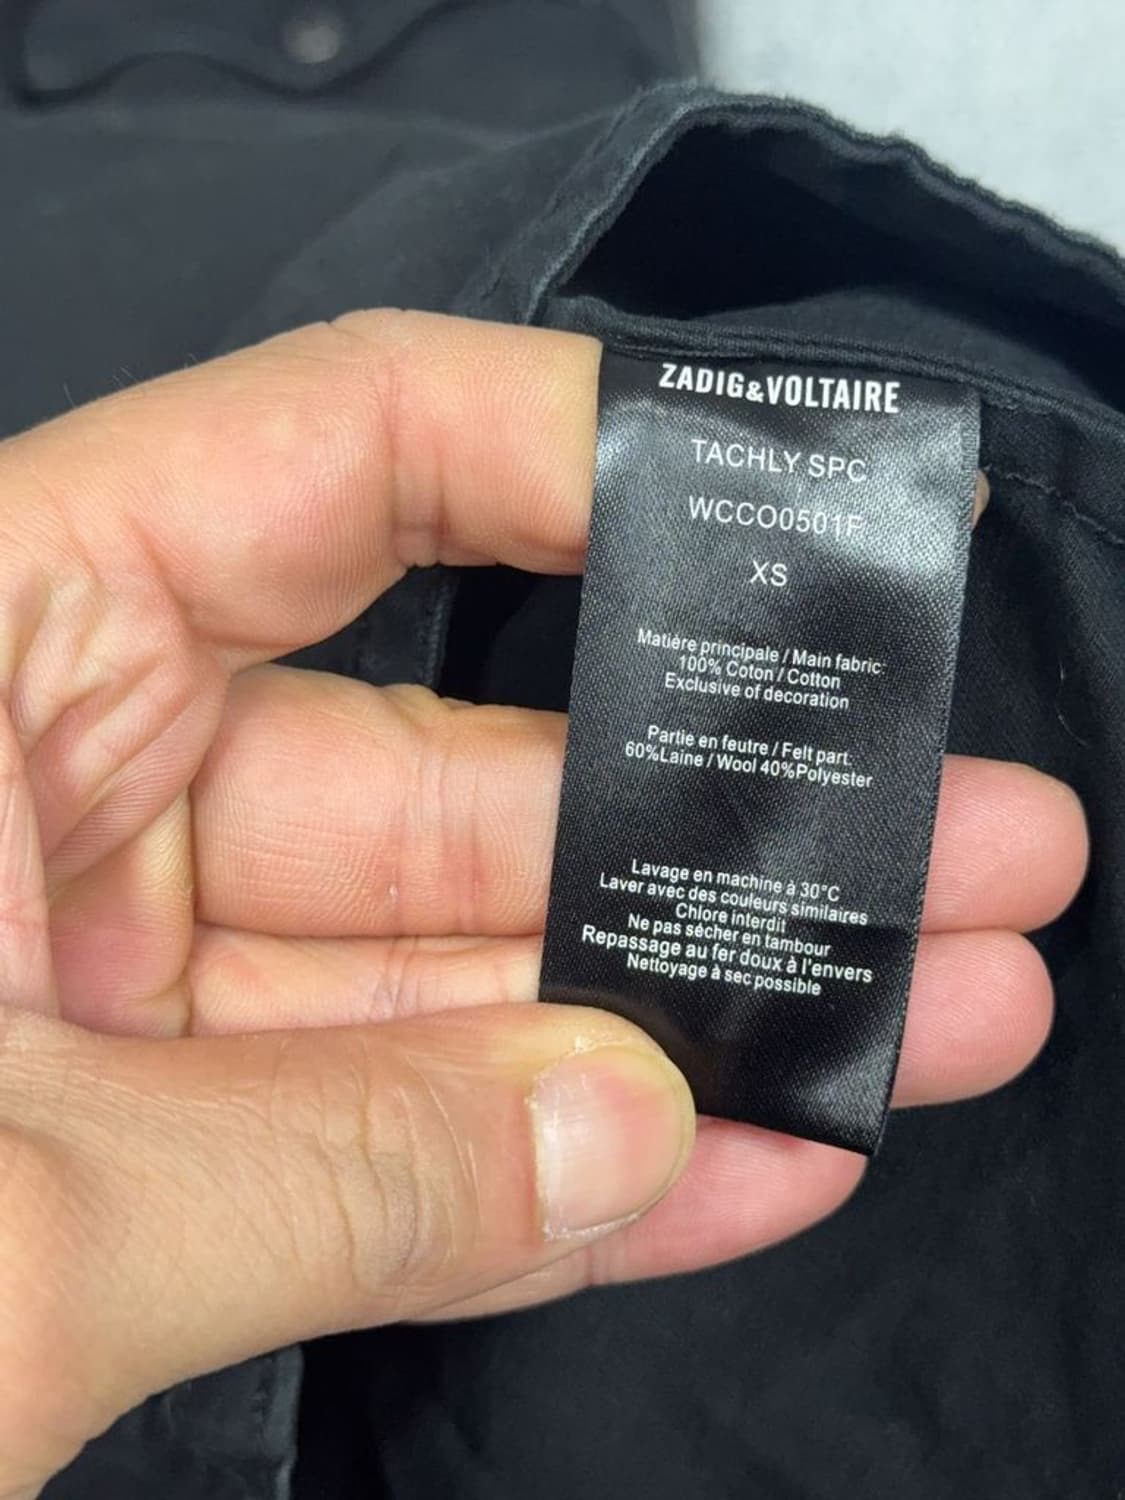 ZADIG&VOLTAIRE
TACHLY SPC
WCCO0501F
XS
Matière principale / Main fabric:
100% Coton / Cotton
Exclusive of decoration
Partie en feutre / Felt part.
60%Laine / Wool 40%Polyester
Lavage en machine à 30°C
Laver avec des couleurs similaires
Chlore interdit
Ne pas sécher en tambour
Repassage au fer doux à l'envers
Nettoyage à sec possible